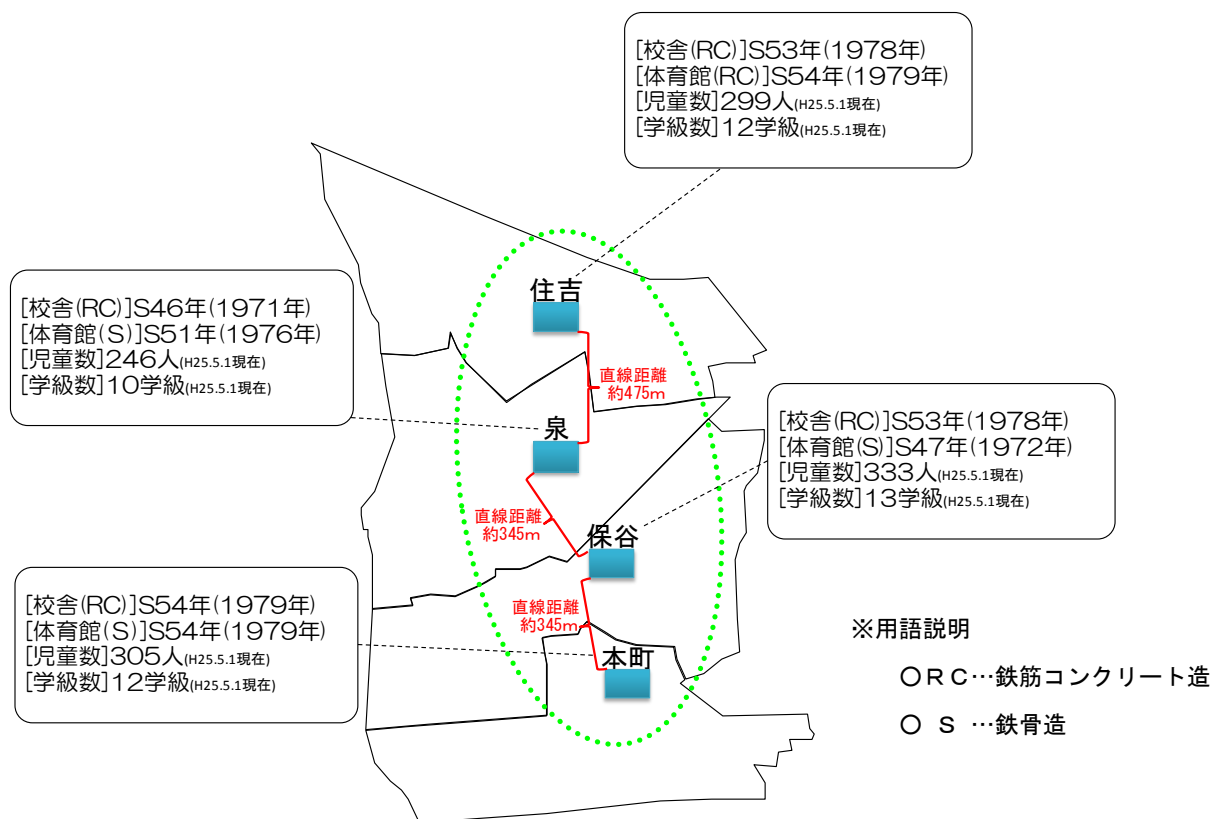 [校舎(RC)]S53年(1978年)
[体育館(RC)]S54年(1979年)
[児童数]299人(H25.5.1現在)
[学級数]12学級(H25.5.1現在)
住吉
[校舎(RC)]S46年(1971年)
[体育館(S)]S51年(1976年)
[児童数]246人(H25.5.1現在)
[学級数]10学級(H25.5.1現在)
直線距離
約475m
泉
[校舎(RC)]S53年(1978年)
[体育館(S)]S47年(1972年)
[児童数]333人(H25.5.1現在)
[学級数]13学級(H25.5.1現在)
直線距離
約345m
保谷
[校舎(RC)]S54年(1979年)
[体育館(S)]S54年(1979年)
[児童数]305人(H25.5.1現在)
[学級数]12学級(H25.5.1現在)
直線距離
約345m
本町
※用語説明
○RC…鉄筋コンクリート造
○ S …鉄骨造